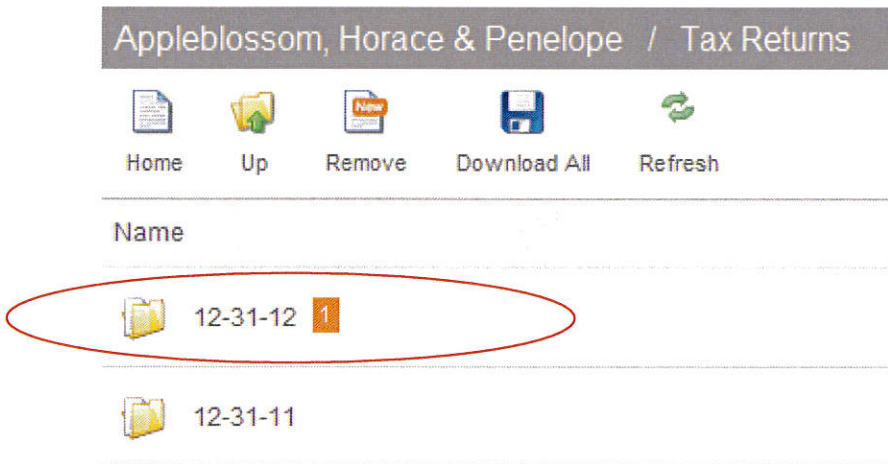 Appleblossom, Horace & Penelope / Tax Returns
New
Home Up Remove Download All Refresh
Name
12-31-12 1
12-31-11